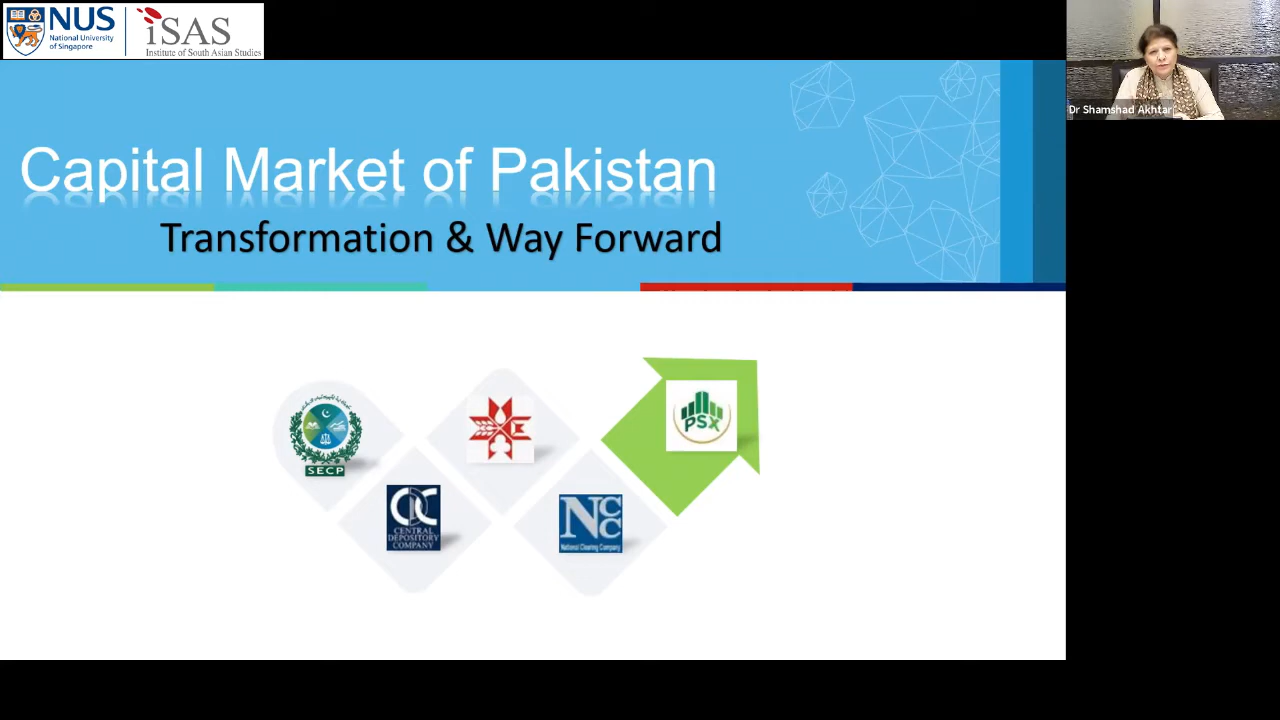 NUS
National University
of Singapore
iSAS
Institute of South Asian Studies
Dr Shamshad Akhtar
Capital Market of Pakistan
Transformation & Way Forward
SECP
PSX
CDC
CENTRAL
DEPOSITORY
COMPANY
NCC
National Clearing Company